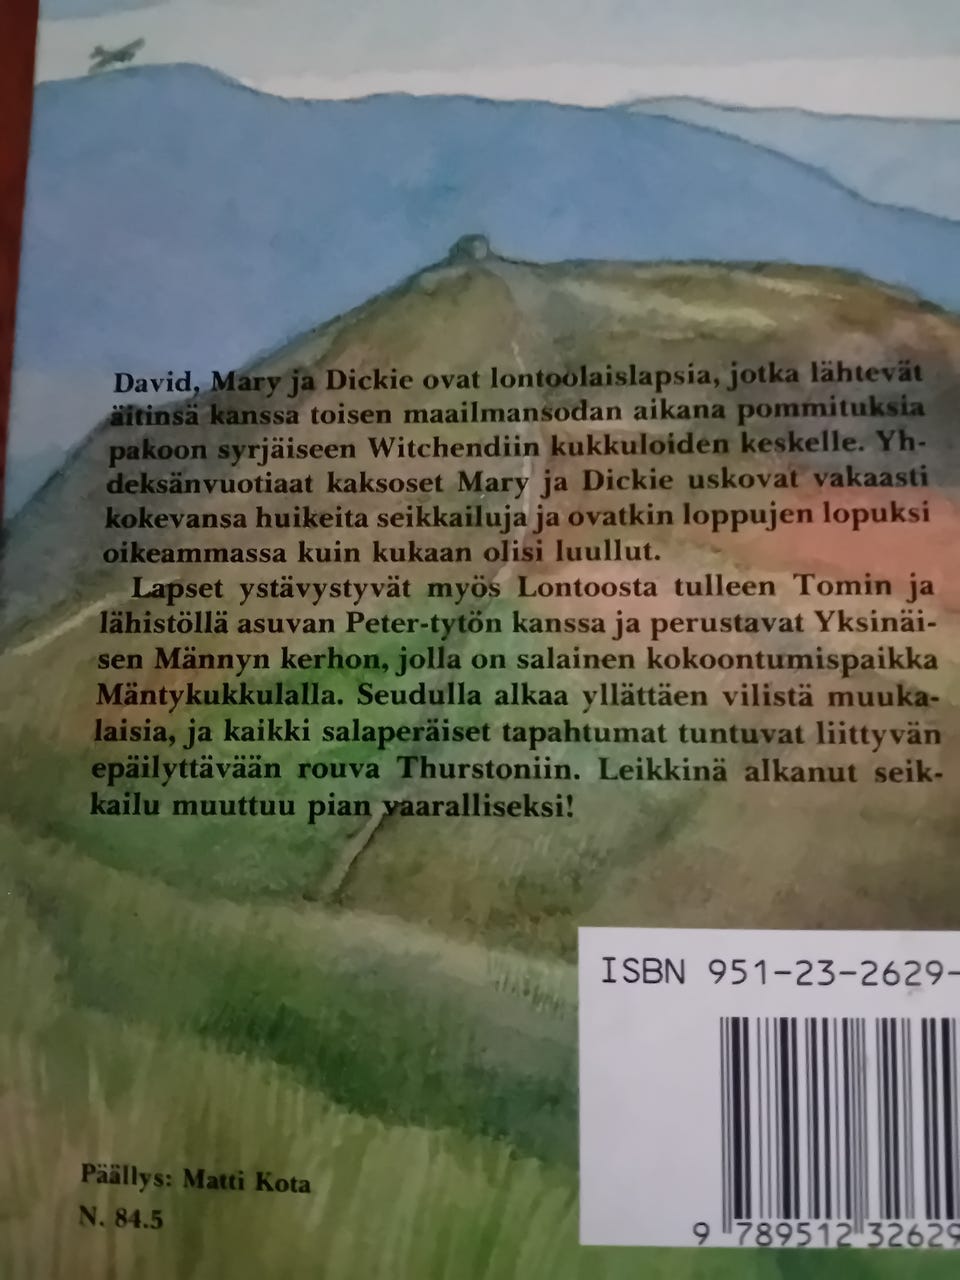 David, Mary ja Dickie ovat lontoolaislapsia, jotka lähtevät
äitinsä kanssa toisen maailmansodan aikana pommituksia
pakoon syrjäiseen Witchendiin kukkuloiden keskelle. Yh-
deksänvuotiaat kaksoset Mary ja Dickie uskovat vakaasti
kokevansa huikeita seikkailuja ja ovatkin loppujen lopuksi
oikeammassa kuin kukaan olisi luullut.
Lapset ystävystyvät myös Lontoosta tulleen Tomin ja
lähistöllä asuvan Peter-tytön kanssa ja perustavat Yksinäi-
sen Männyn kerhon, jolla on salainen kokoontumispaikka
Mäntykukkulalla. Seudulla alkaa yllättäen vilistä muuka-
laisia, ja kaikki salaperäiset tapahtumat tuntuvat liittyvän
epäilyttävään rouva Thurstoniin. Leikkinä alkanut seik-
kailu muuttuu pian vaaralliseksi!
ISBN 951-23-2629-
9 789512 32629
Päällys: Matti Kota
N. 84.5